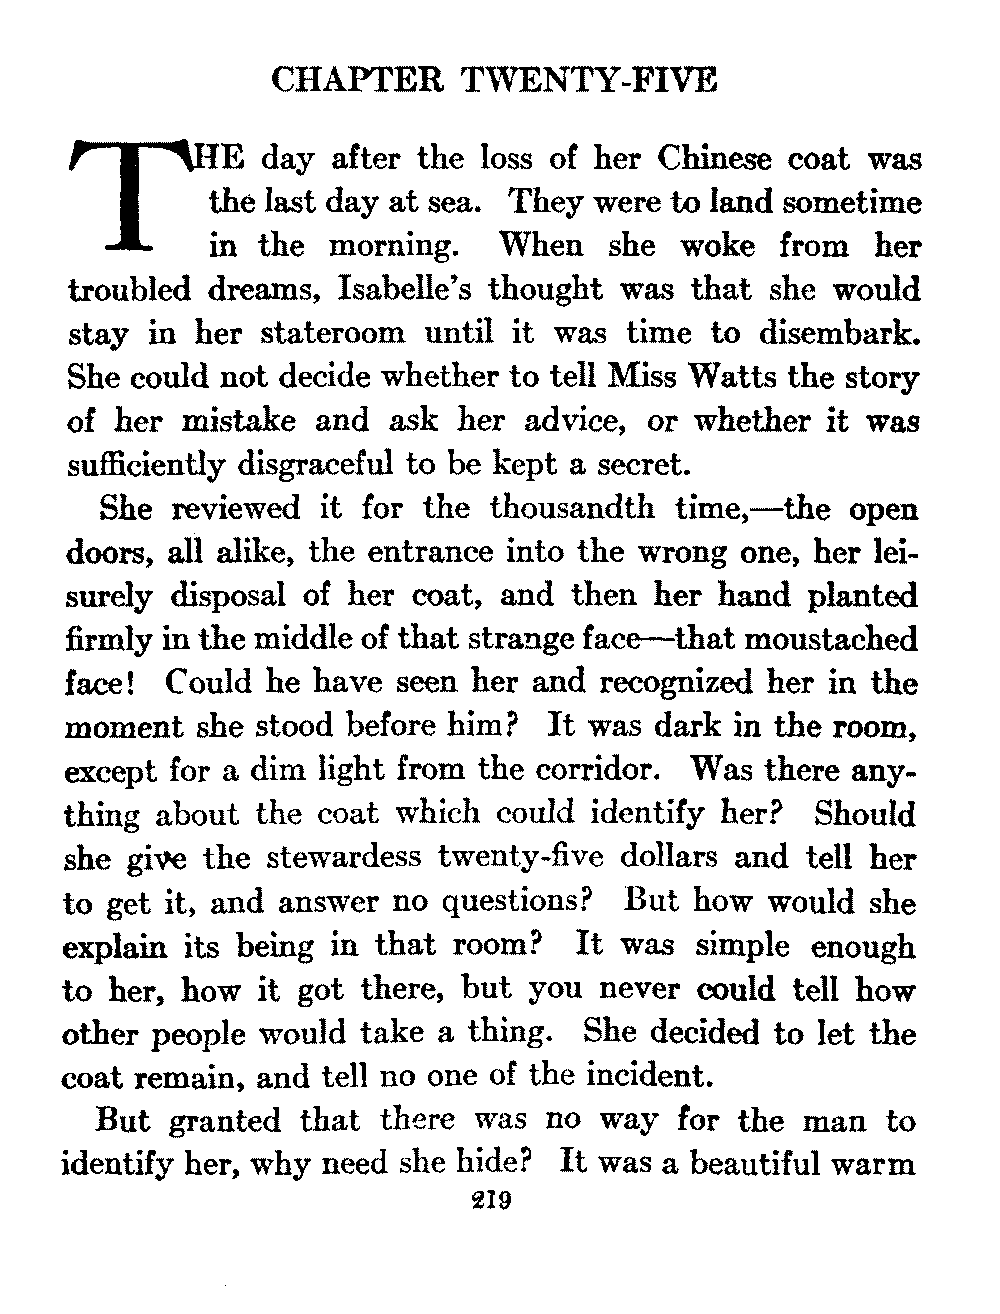 CHAPTER TWENTY-FIVE
THE day after the loss of her Chinese coat was
the last day at sea. They were to land sometime
in the morning. When she woke from her
troubled dreams, Isabelle's thought was that she would
stay in her stateroom until it was time to disembark.
She could not decide whether to tell Miss Watts the story
of her mistake and ask her advice, or whether it was
sufficiently disgraceful to be kept a secret.
She reviewed it for the thousandth time,—the open
doors, all alike, the entrance into the wrong one, her lei-
surely disposal of her coat, and then her hand planted
firmly in the middle of that strange face—that moustached
face! Could he have seen her and recognized her in the
moment she stood before him? It was dark in the room,
except for a dim light from the corridor. Was there any-
thing about the coat which could identify her? Should
she give the stewardess twenty-five dollars and tell her
to get it, and answer no questions? But how would she
explain its being in that room? It was simple enough
to her, how it got there, but you never could tell how
other people would take a thing. She decided to let the
coat remain, and tell no one of the incident.
But granted that there was no way for the man to
identify her, why need she hide? It was a beautiful warm
219